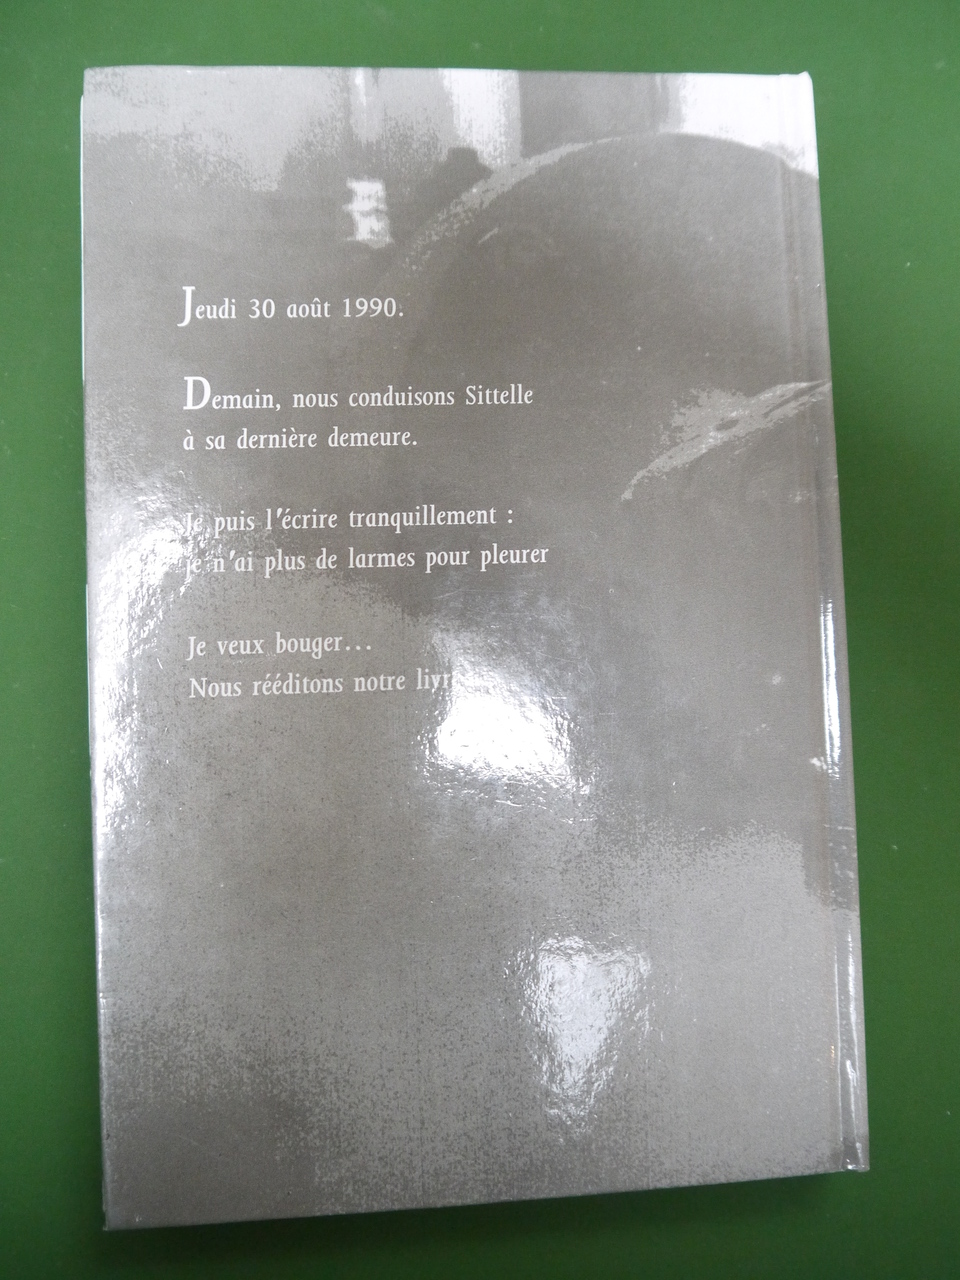 Jeudi 30 août 1990.
Demain, nous conduisons Sittelle
à sa dernière demeure.
Je puis l'écrire tranquillement :
je n'ai plus de larmes pour pleurer
Je veux bouger...
Nous rééditons notre